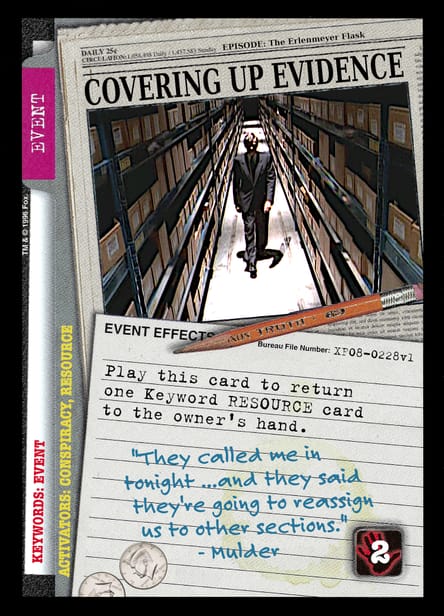 DAILY 25¢
EPISODE: The Erlenmeyer Flask
COVERING UP EVIDENCE
EVENT
TM & © 1996 Fox
EVENT EFFECTS
Bureau File Number: XF08-0228v1
Play this card to return
one Keyword RESOURCE card
to the owner's hand.
"They called me in
tonight ...and they said
they're going to reassign
us to other sections."
- Mulder
2
KEYWORDS: EVENT
ACTIVATORS: CONSPIRACY, RESOURCE